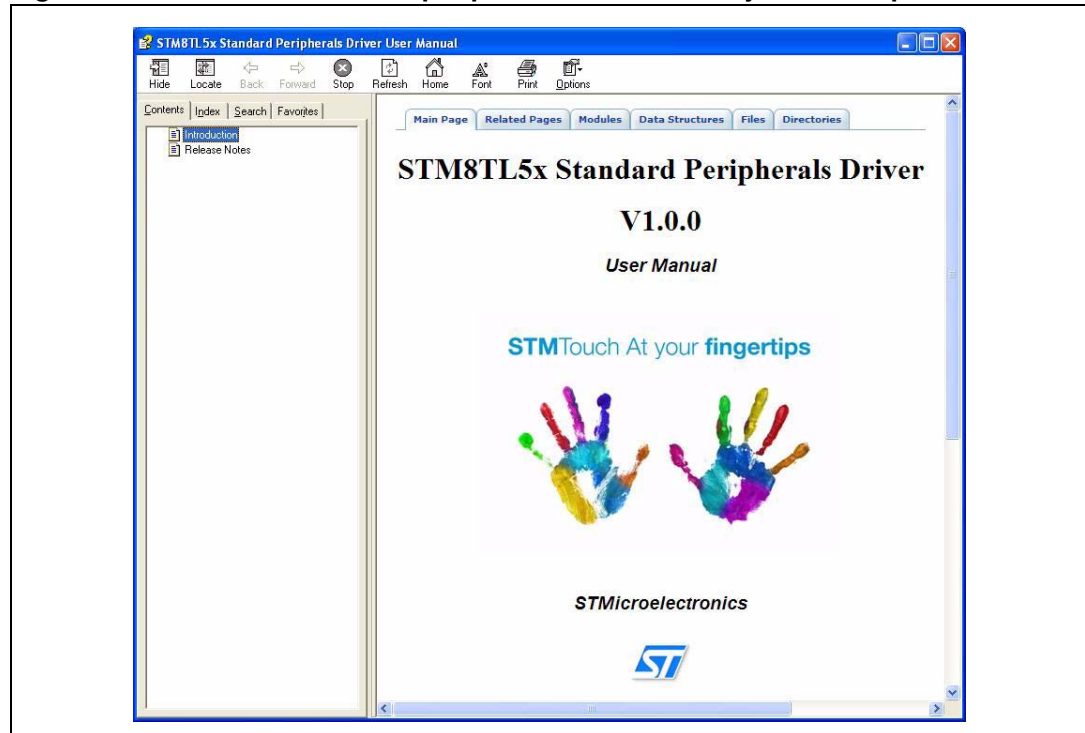 STM8TL5x Standard Peripherals Driver User Manual
Hide Locate Back Forward Stop Refresh Home Font Print Options
Contents Index Search Favorites
Introduction
Release Notes
Main Page Related Pages Modules Data Structures Files Directories
STM8TL5x Standard Peripherals Driver
V1.0.0
User Manual
STMTouch At your fingertips
STMicroelectronics
ST